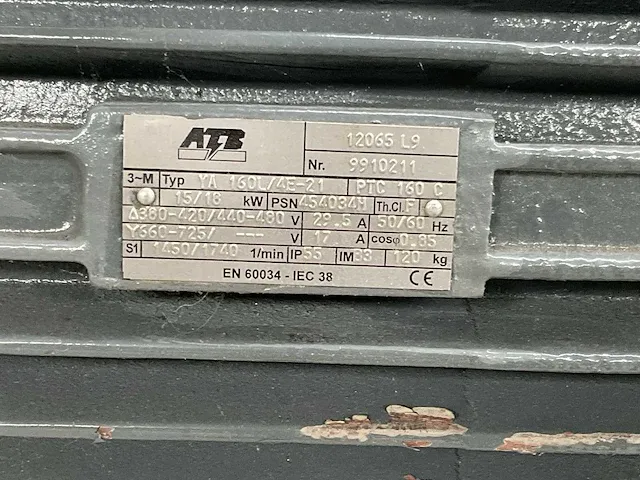 ATB
12065 L9
Nr. 9910211
3~M Typ YA 160L/4E-21 PTC 160 C
15/18 kW PSN 454034H Th.Cl. F
Δ380-420/440-480 V 29.5 A 50/60 Hz
Y660-725/ --- V 17 A cosφ 0.85
S1 1450/1740 1/min IP 55 IM B3 120 kg
EN 60034 - IEC 38 CE